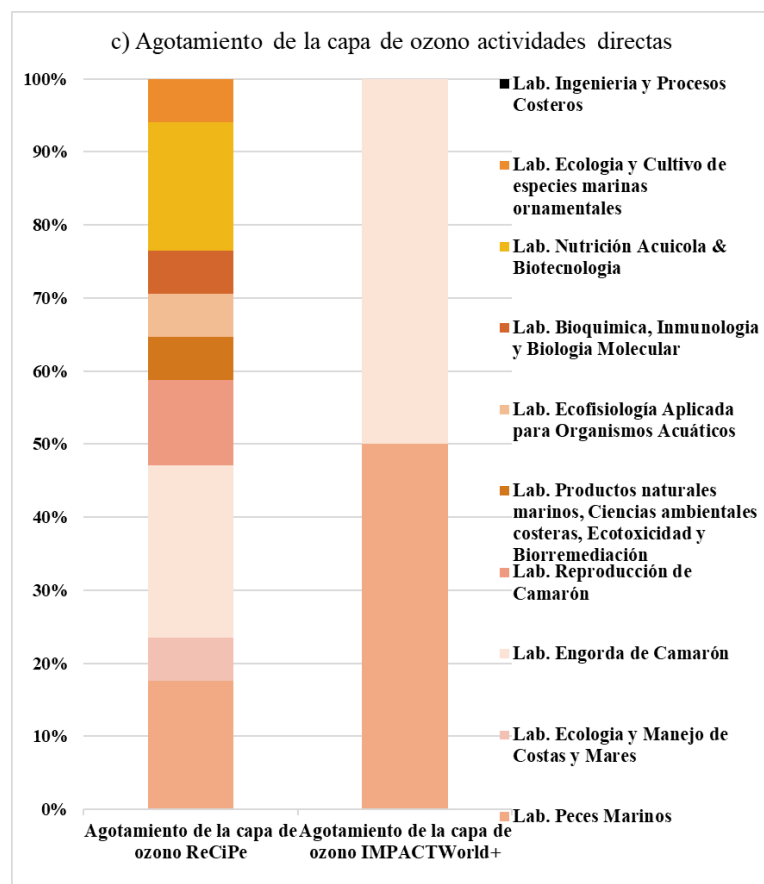 c) Agotamiento de la capa de ozono actividades directas
100%
90%
80%
70%
60%
50%
40%
30%
20%
10%
0%
Agotamiento de la capa de
ozono ReCiPe
Agotamiento de la capa de
ozono IMPACTWorld+
Lab. Ingenieria y Procesos
Costeros
Lab. Ecologia y Cultivo de
especies marinas
ornamentales
Lab. Nutrición Acuicola &
Biotecnologia
Lab. Bioquimica, Inmunologia
y Biologia Molecular
Lab. Ecofisiología Aplicada
para Organismos Acuáticos
Lab. Productos naturales
marinos, Ciencias ambientales
costeras, Ecotoxicidad y
Biorremediación
Lab. Reproducción de
Camarón
Lab. Engorda de Camarón
Lab. Ecologia y Manejo de
Costas y Mares
Lab. Peces Marinos